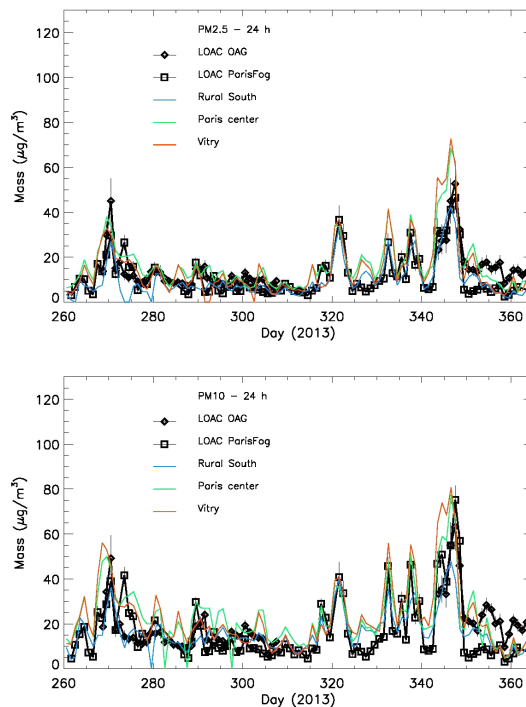 PM2.5 – 24 h
LOAC OAG
LOAC ParisFog
Rural South
Paris center
Vitry
Mass (μg/m³)
120
100
80
60
40
20
0
260 280 300 320 340 360
Day (2013)
PM10 – 24 h
LOAC OAG
LOAC ParisFog
Rural South
Paris center
Vitry
Mass (μg/m³)
120
100
80
60
40
20
0
260 280 300 320 340 360
Day (2013)